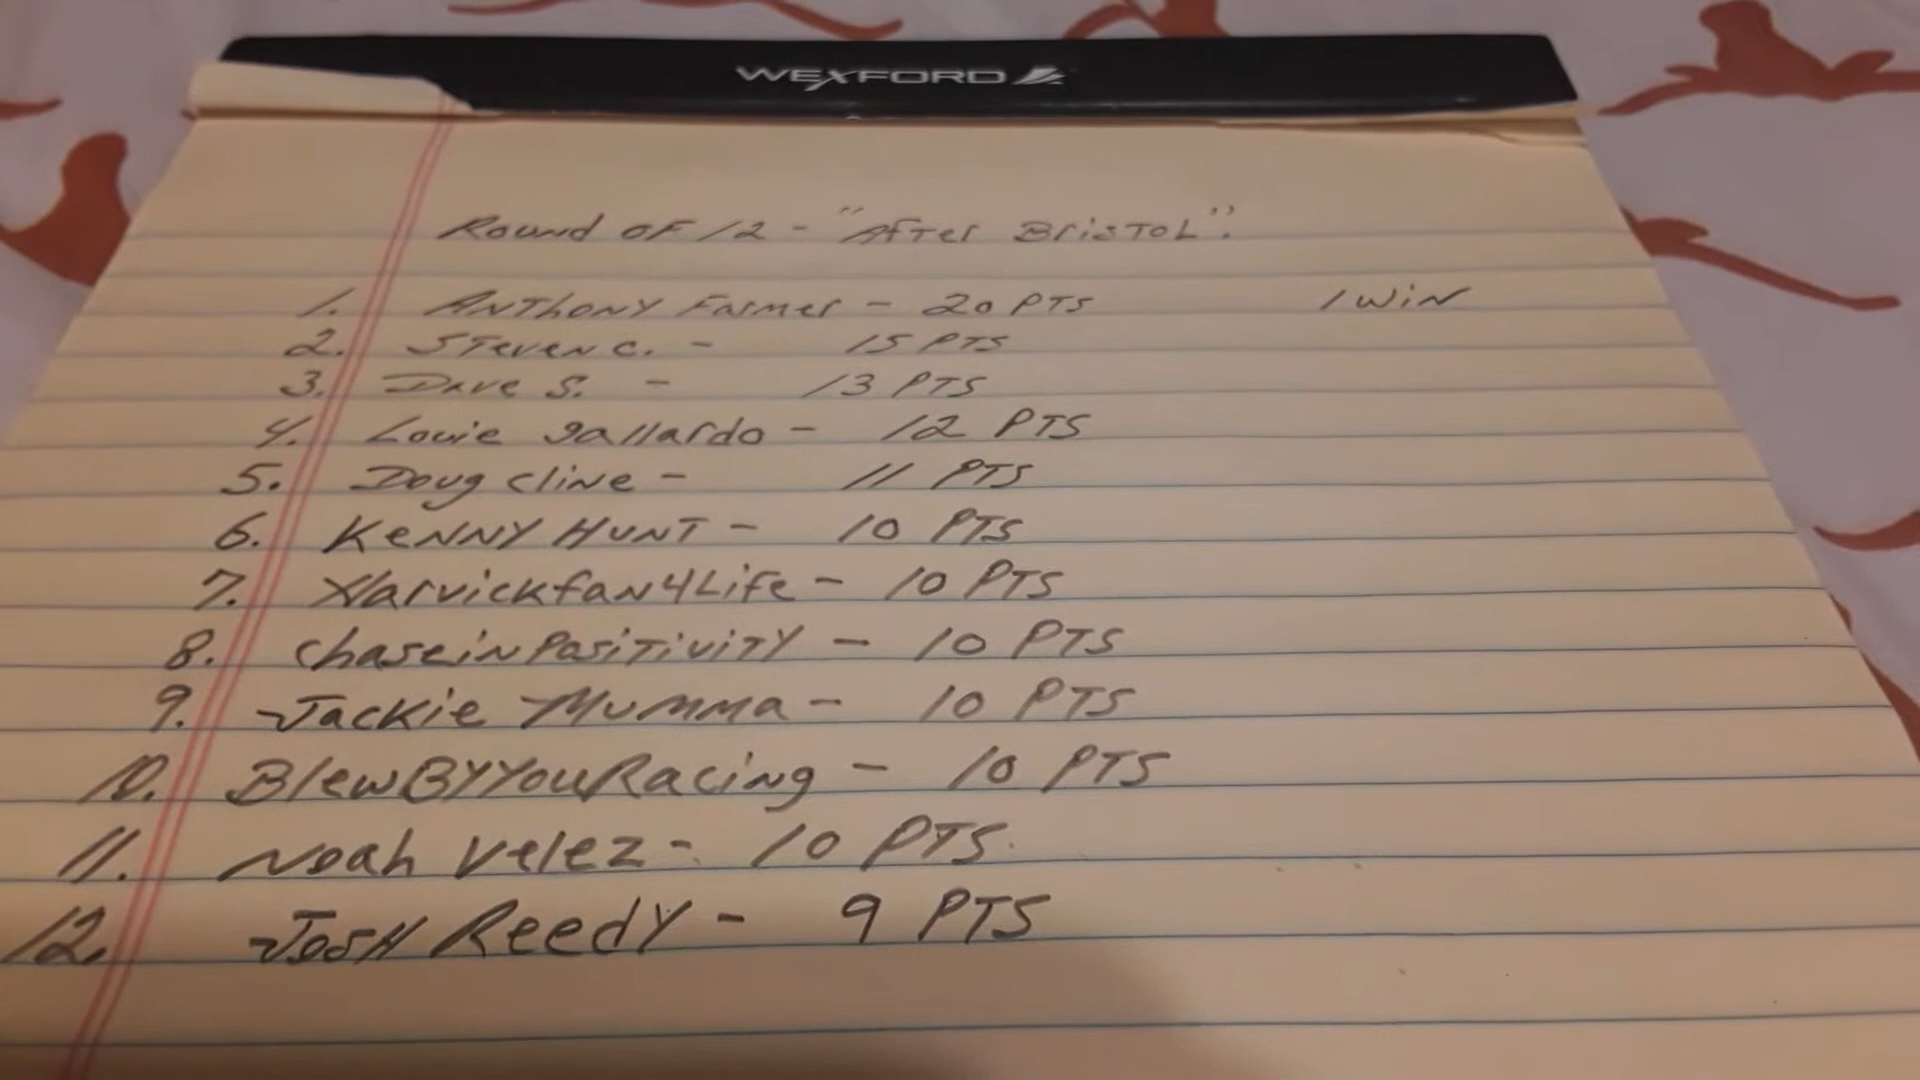 WEXFORD
Round of 12 - "After Bristol".
1. Anthony Farmer - 20 PTS 1 Win
2. Steven C. - 15 PTS
3. Dave S. - 13 PTS
4. Louie gallardo - 12 PTS
5. Doug Cline - 11 PTS
6. Kenny Hunt - 10 PTS
7. Xharvickfan4Life - 10 PTS
8. ChaseinPositivity - 10 PTS
9. Jackie Mumma - 10 PTS
10. BlewByYouRacing - 10 PTS
11. Noah Velez - 10 PTS.
12. Josh Reedy - 9 PTS